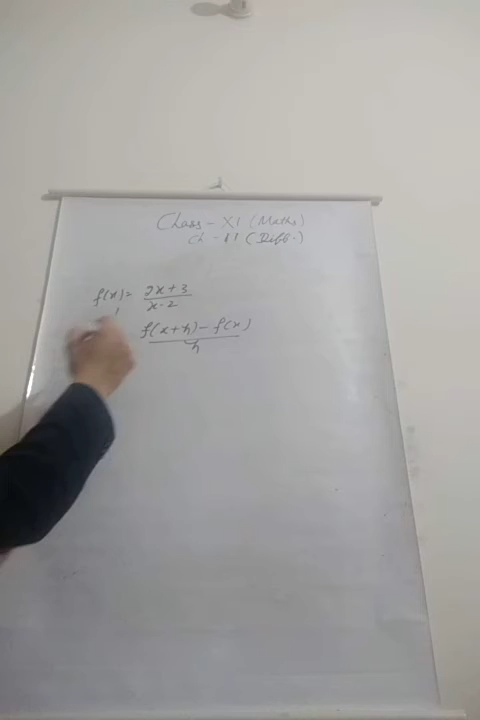 Class - XI (Maths)
Ch - 11 (Diff.)
f(x) = 2x + 3 / x - 2
f(x + h) - f(x) / h